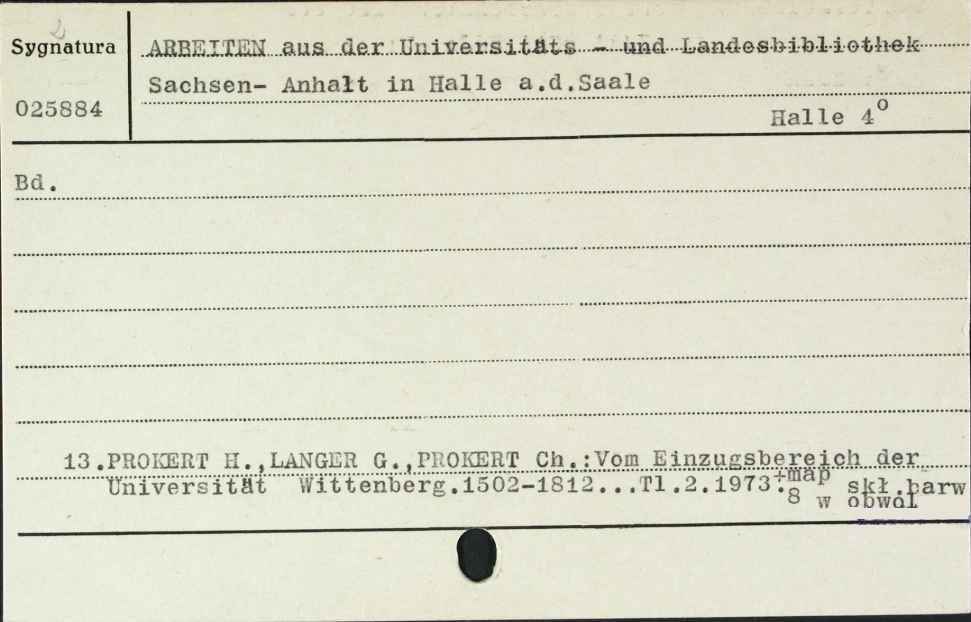 Sygnatura
ARBEITEN aus der Universitäts - und Landesbibliothek
Sachsen- Anhalt in Halle a.d.Saale
025884
Halle 4°
Bd.
13.PROKERT H.,LANGER G.,PROKERT Ch.:Vom Einzugsbereich der
Universität Wittenberg.1502-1812...Tl.2.1973.+map 8 skł.barw
w obwol